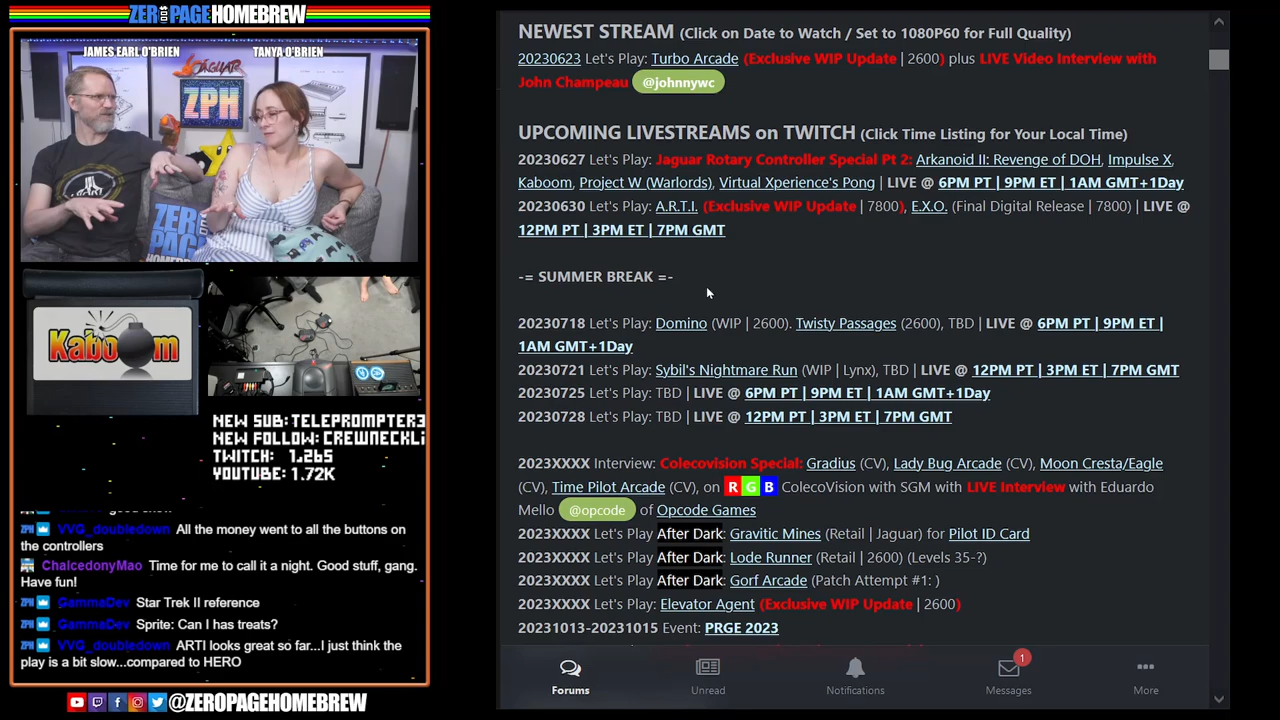 ZERO PAGE HOMEBREW
JAMES EARL O'BRIEN
TANYA O'BRIEN
JAGUAR
ZPH
ZERO
PAGE
Kaboom
NEW SUB:TELEPROMPTER3
NEW FOLLOW:CREWNECKLI
TWITCH: 1.265
YOUTUBE: 1.72K
VVG_doubledown All the money went to all the buttons on
the controllers
ChalcedonyMao Time for me to call it a night. Good stuff, gang.
Have fun!
GammaDev Star Trek II reference
GammaDev Sprite: Can I has treats?
VVG_doubledown ARTI looks great so far...I just think the
play is a bit slow...compared to HERO
@ZEROPAGEHOMEBREW
NEWEST STREAM (Click on Date to Watch / Set to 1080P60 for Full Quality)
20230623 Let's Play: Turbo Arcade (Exclusive WIP Update | 2600) plus LIVE Video Interview with
John Champeau @johnnywc
UPCOMING LIVESTREAMS on TWITCH (Click Time Listing for Your Local Time)
20230627 Let's Play: Jaguar Rotary Controller Special Pt 2: Arkanoid II: Revenge of DOH, Impulse X,
Kaboom, Project W (Warlords), Virtual Xperience's Pong | LIVE @ 6PM PT | 9PM ET | 1AM GMT+1Day
20230630 Let's Play: A.R.T.I. (Exclusive WIP Update | 7800), E.X.O. (Final Digital Release | 7800) | LIVE @
12PM PT | 3PM ET | 7PM GMT
-= SUMMER BREAK =-
20230718 Let's Play: Domino (WIP | 2600). Twisty Passages (2600), TBD | LIVE @ 6PM PT | 9PM ET |
1AM GMT+1Day
20230721 Let's Play: Sybil's Nightmare Run (WIP | Lynx), TBD | LIVE @ 12PM PT | 3PM ET | 7PM GMT
20230725 Let's Play: TBD | LIVE @ 6PM PT | 9PM ET | 1AM GMT+1Day
20230728 Let's Play: TBD | LIVE @ 12PM PT | 3PM ET | 7PM GMT
2023XXXX Interview: Colecovision Special: Gradius (CV), Lady Bug Arcade (CV), Moon Cresta/Eagle
(CV), Time Pilot Arcade (CV), on R G B ColecoVision with SGM with LIVE Interview with Eduardo
Mello @opcode of Opcode Games
2023XXXX Let's Play After Dark: Gravitic Mines (Retail | Jaguar) for Pilot ID Card
2023XXXX Let's Play After Dark: Lode Runner (Retail | 2600) (Levels 35-?)
2023XXXX Let's Play After Dark: Gorf Arcade (Patch Attempt #1: )
2023XXXX Let's Play: Elevator Agent (Exclusive WIP Update | 2600)
20231013-20231015 Event: PRGE 2023
Forums
Unread
Notifications
1
Messages
More